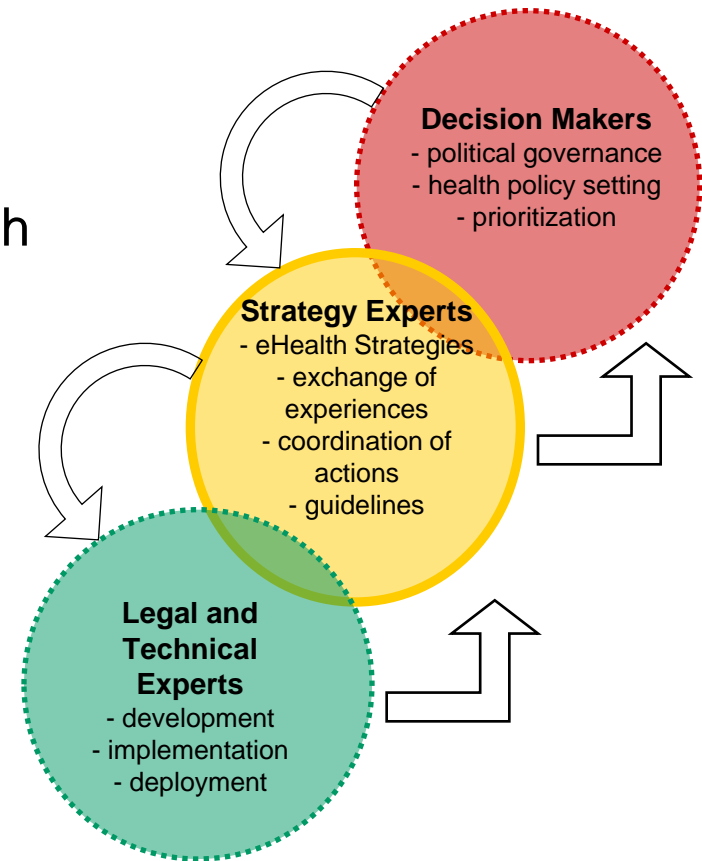 Decision Makers
- political governance
- health policy setting
- prioritization
h
Strategy Experts
- eHealth Strategies
- exchange of
experiences
- coordination of
actions
- guidelines
Legal and
Technical
Experts
- development
- implementation
- deployment